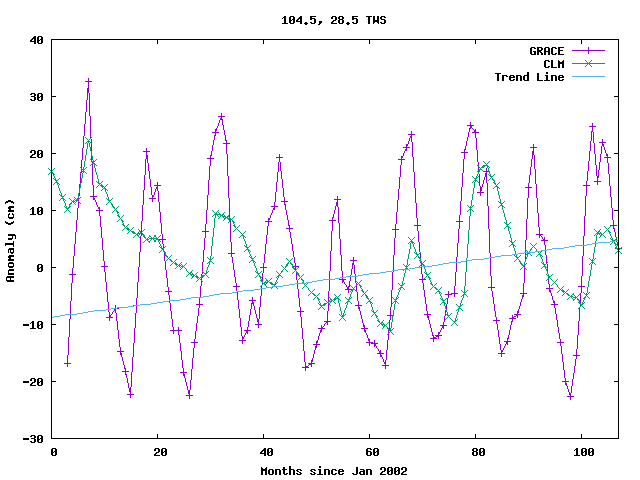 104.5, 28.5 TWS
GRACE
CLM
Trend Line
40
30
20
10
0
-10
-20
-30
Anomaly (cm)
0 20 40 60 80 100
Months since Jan 2002